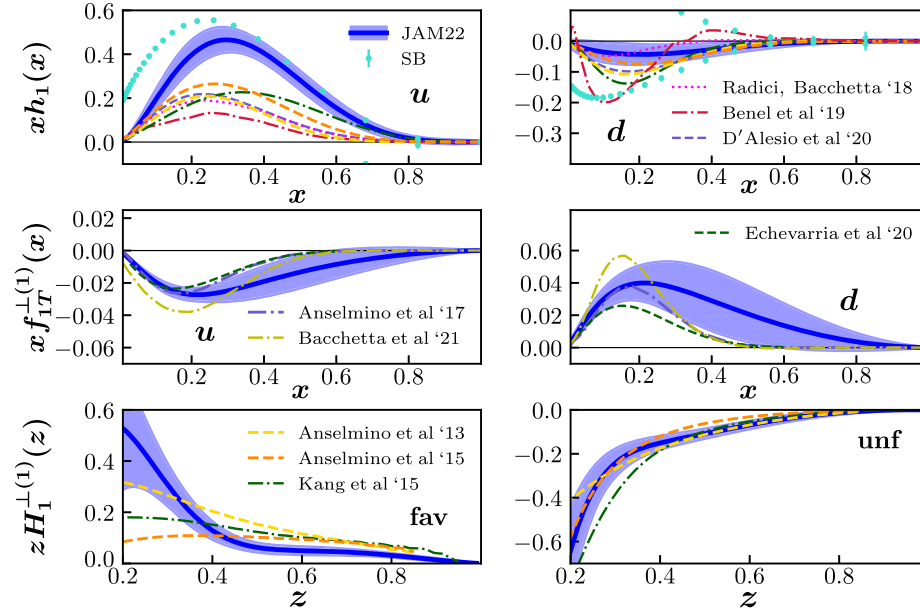 xh₁(x)
0.6
0.4
0.2
0.0
JAM22
SB
u
0.2 0.4 0.6 0.8
x
0.0
−0.1
−0.2
−0.3
Radici, Bacchetta ‘18
Benel et al ‘19
D′Alesio et al ‘20
d
0.2 0.4 0.6 0.8
x
x f₁T^⊥(1)(x)
0.02
0.00
−0.02
−0.04
−0.06
Anselmino et al ‘17
Bacchetta et al ‘21
u
0.2 0.4 0.6 0.8
x
0.06
0.04
0.02
0.00
Echevarria et al ‘20
d
0.2 0.4 0.6 0.8
x
z H₁^⊥(1)(z)
0.6
0.4
0.2
0.0
Anselmino et al ‘13
Anselmino et al ‘15
Kang et al ‘15
fav
0.2 0.4 0.6 0.8
z
−0.0
−0.2
−0.4
−0.6
unf
0.2 0.4 0.6 0.8
z